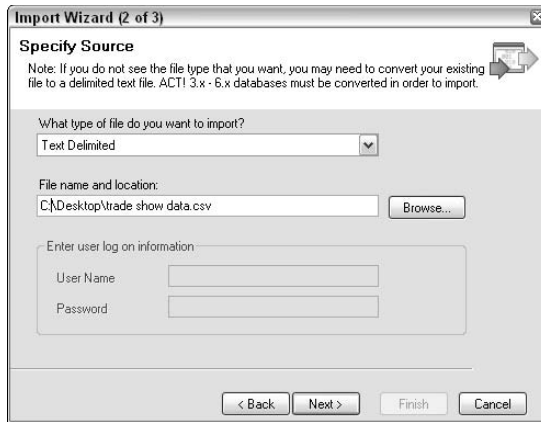 Import Wizard (2 of 3)
Specify Source
Note: If you do not see the file type that you want, you may need to convert your existing
file to a delimited text file. ACT! 3.x - 6.x databases must be converted in order to import.
What type of file do you want to import?
Text Delimited
File name and location:
C:\Desktop\trade show data.csv
Browse...
Enter user log on information
User Name
Password
< Back
Next >
Finish
Cancel